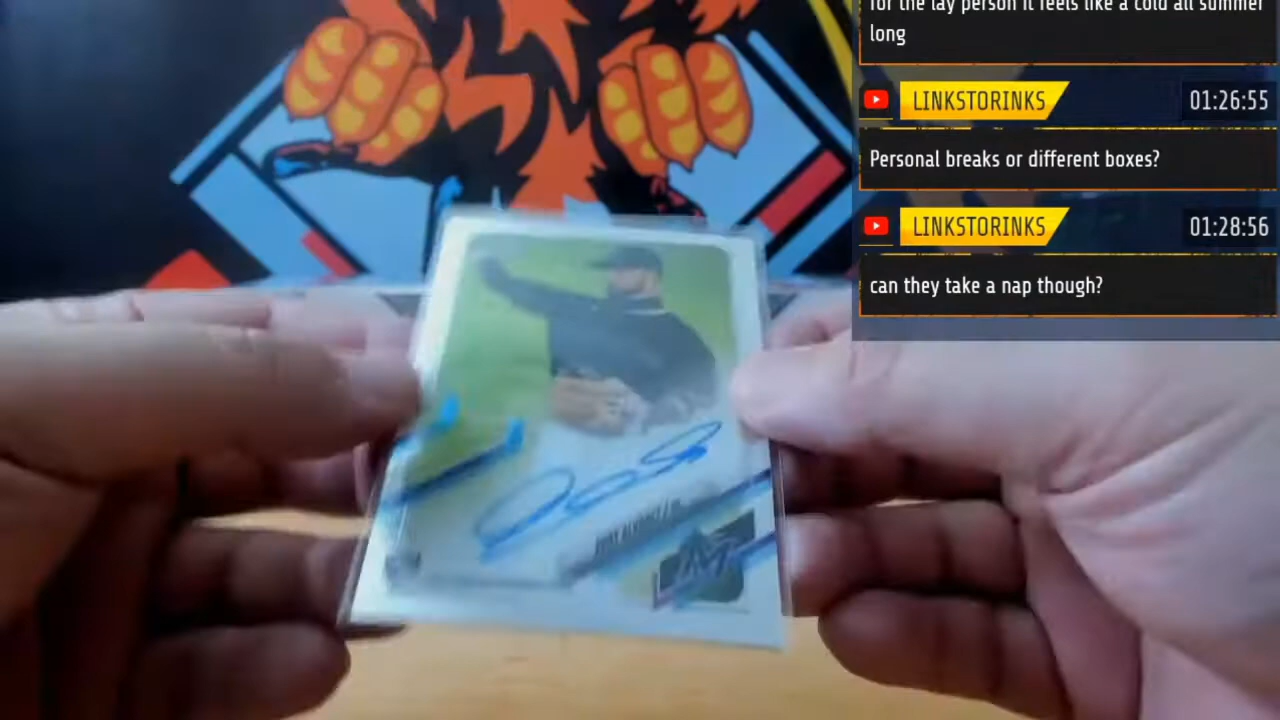 for the lay person it feels like a cold all summer
long
LINKSTORINKS 01:26:55
Personal breaks or different boxes?
LINKSTORINKS 01:28:56
can they take a nap though?